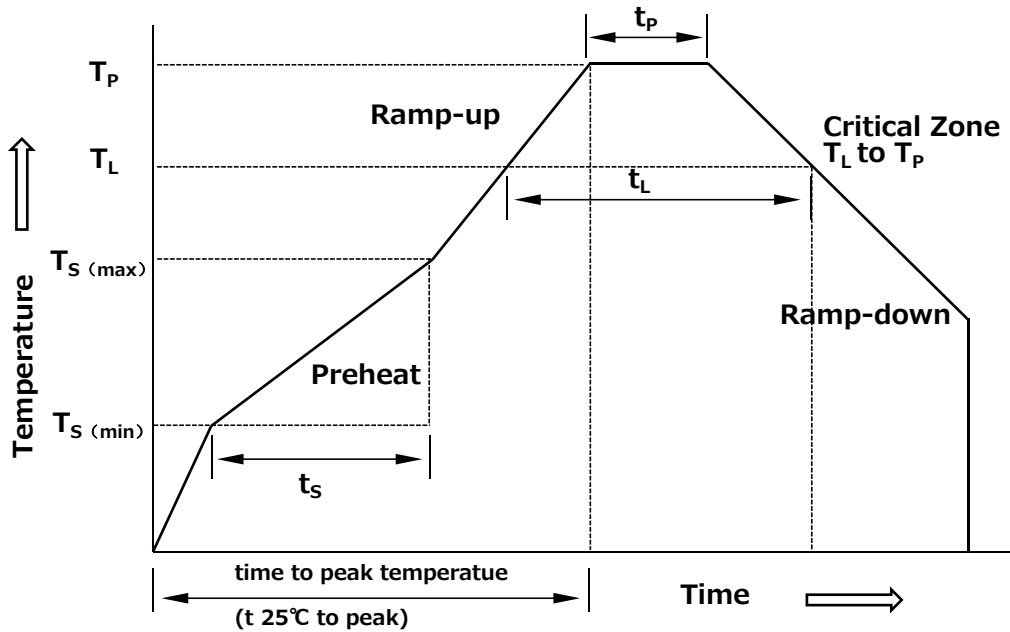 tP
TP
Ramp-up
Critical Zone
TL to TP
TL
tL
TS（max）
Ramp-down
Preheat
TS（min）
tS
Temperature
time to peak temperatue
(t 25℃ to peak)
Time